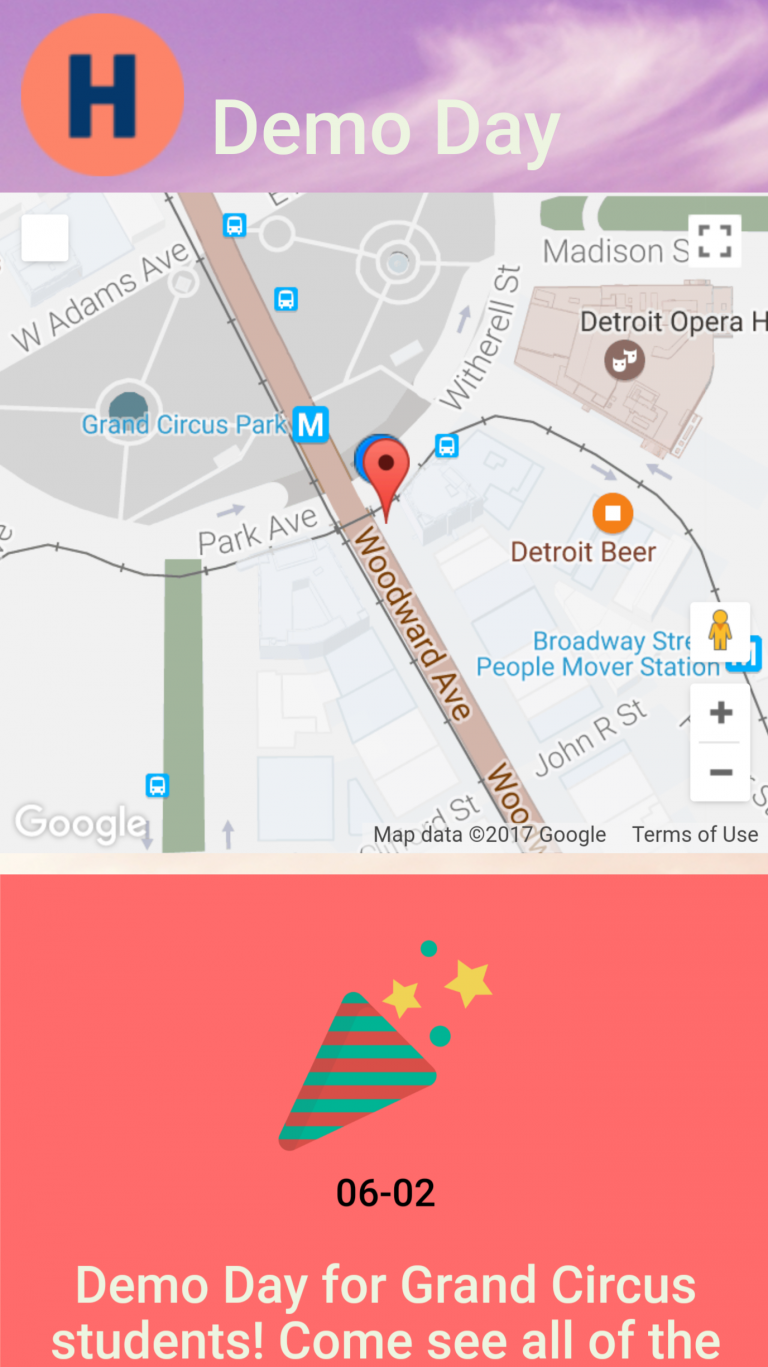 H
Demo Day
W Adams Ave
Madison S
Witherell St
Detroit Opera H
Grand Circus Park
M
Park Ave
Detroit Beer
Woodward Ave
Broadway Stre
People Mover Station
John R St
Woo
St
Google
Map data ©2017 Google
Terms of Use
06-02
Demo Day for Grand Circus
students! Come see all of the